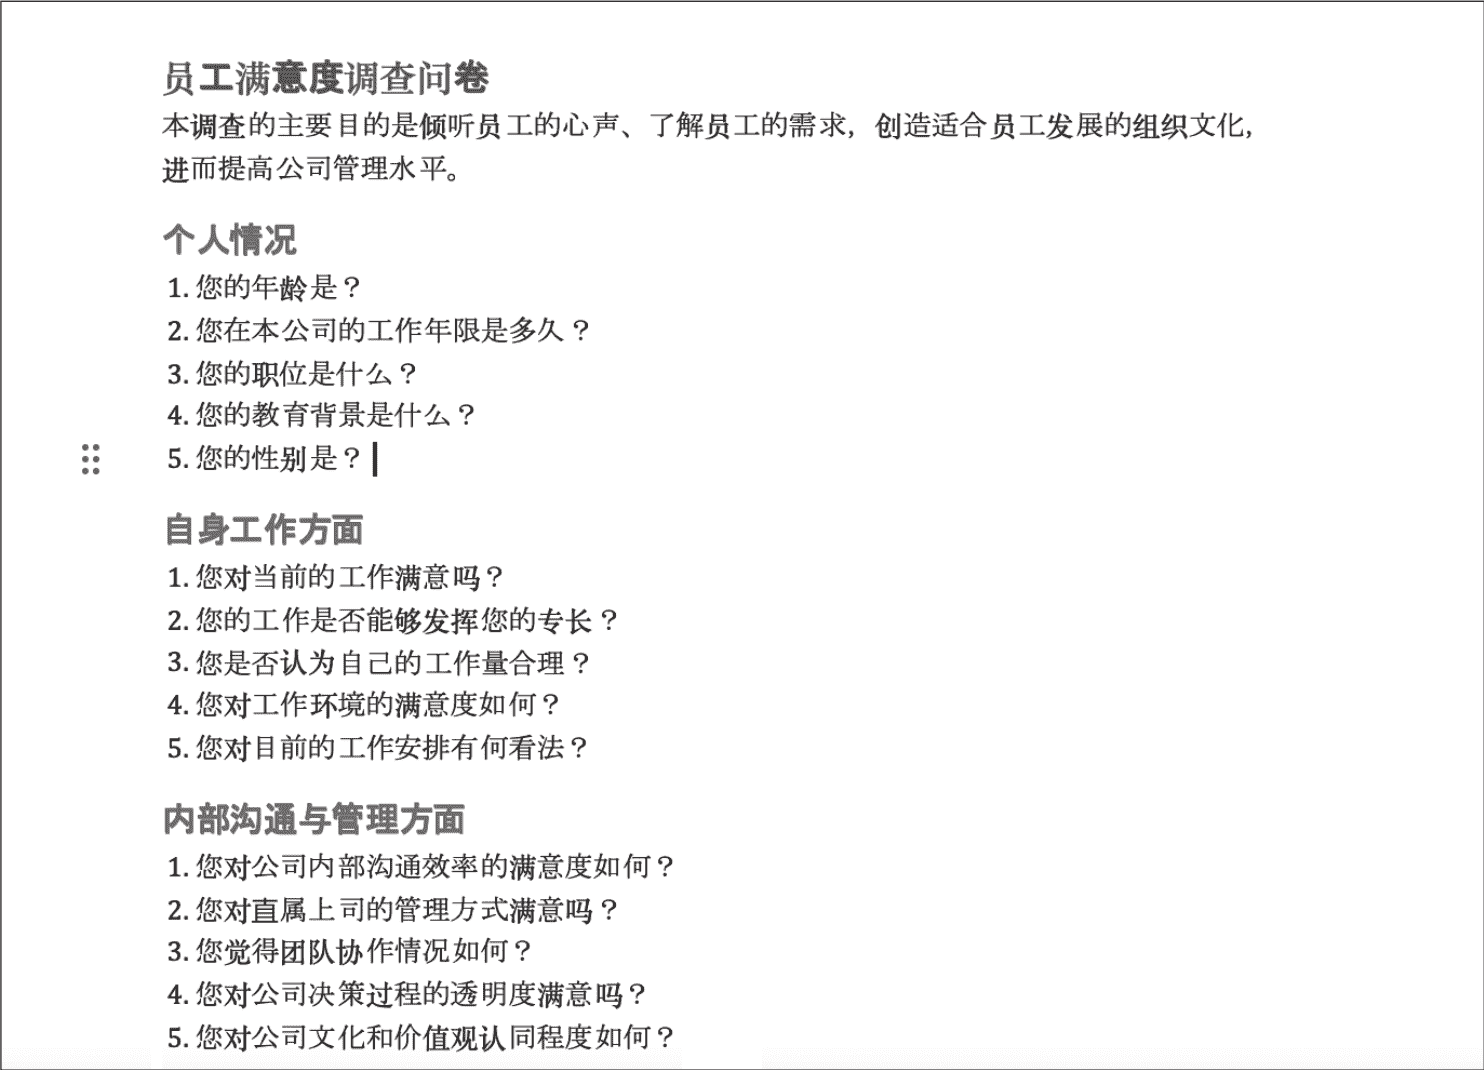 员工满意度调查问卷
本调查的主要目的是倾听员工的心声、了解员工的需求，创造适合员工发展的组织文化，
进而提高公司管理水平。
个人情况
1. 您的年龄是？
2. 您在本公司的工作年限是多久？
3. 您的职位是什么？
4. 您的教育背景是什么？
5. 您的性别是？
自身工作方面
1. 您对当前的工作满意吗？
2. 您的工作是否能够发挥您的专长？
3. 您是否认为自己的工作量合理？
4. 您对工作环境的满意度如何？
5. 您对目前的工作安排有何看法？
内部沟通与管理方面
1. 您对公司内部沟通效率的满意度如何？
2. 您对直属上司的管理方式满意吗？
3. 您觉得团队协作情况如何？
4. 您对公司决策过程的透明度满意吗？
5. 您对公司文化和价值观认同程度如何？